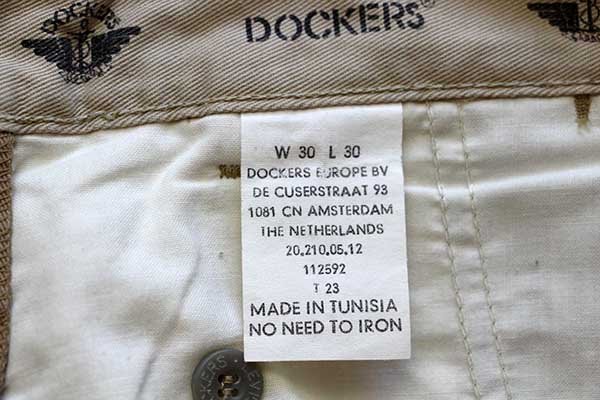 DOCKERS
DOCKERS
W 30 L 30
DOCKERS EUROPE BV
DE CUSERSTRAAT 93
1081 CN AMSTERDAM
THE NETHERLANDS
20.210.05.12
112592
T 23
MADE IN TUNISIA
NO NEED TO IRON